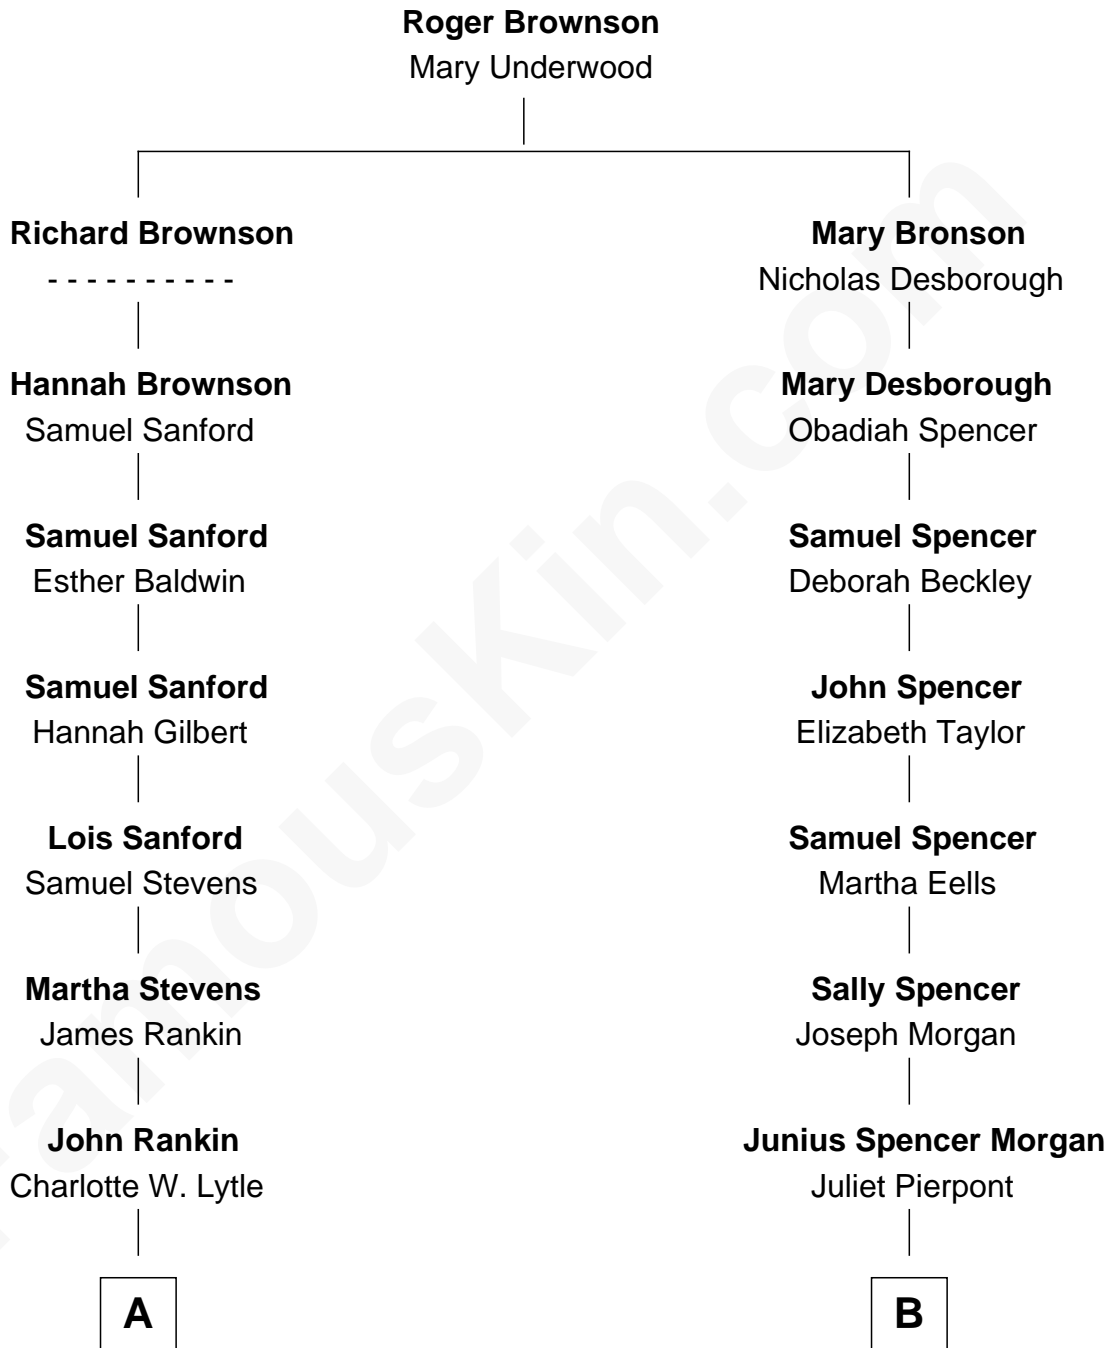 Roger Brownson
Mary Underwood
Richard Brownson
- - - - - - - - - -
Hannah Brownson
Samuel Sanford
Samuel Sanford
Esther Baldwin
Samuel Sanford
Hannah Gilbert
Lois Sanford
Samuel Stevens
Martha Stevens
James Rankin
John Rankin
Charlotte W. Lytle
A
Mary Bronson
Nicholas Desborough
Mary Desborough
Obadiah Spencer
Samuel Spencer
Deborah Beckley
John Spencer
Elizabeth Taylor
Samuel Spencer
Martha Eells
Sally Spencer
Joseph Morgan
Junius Spencer Morgan
Juliet Pierpont
B
FamousKin.com